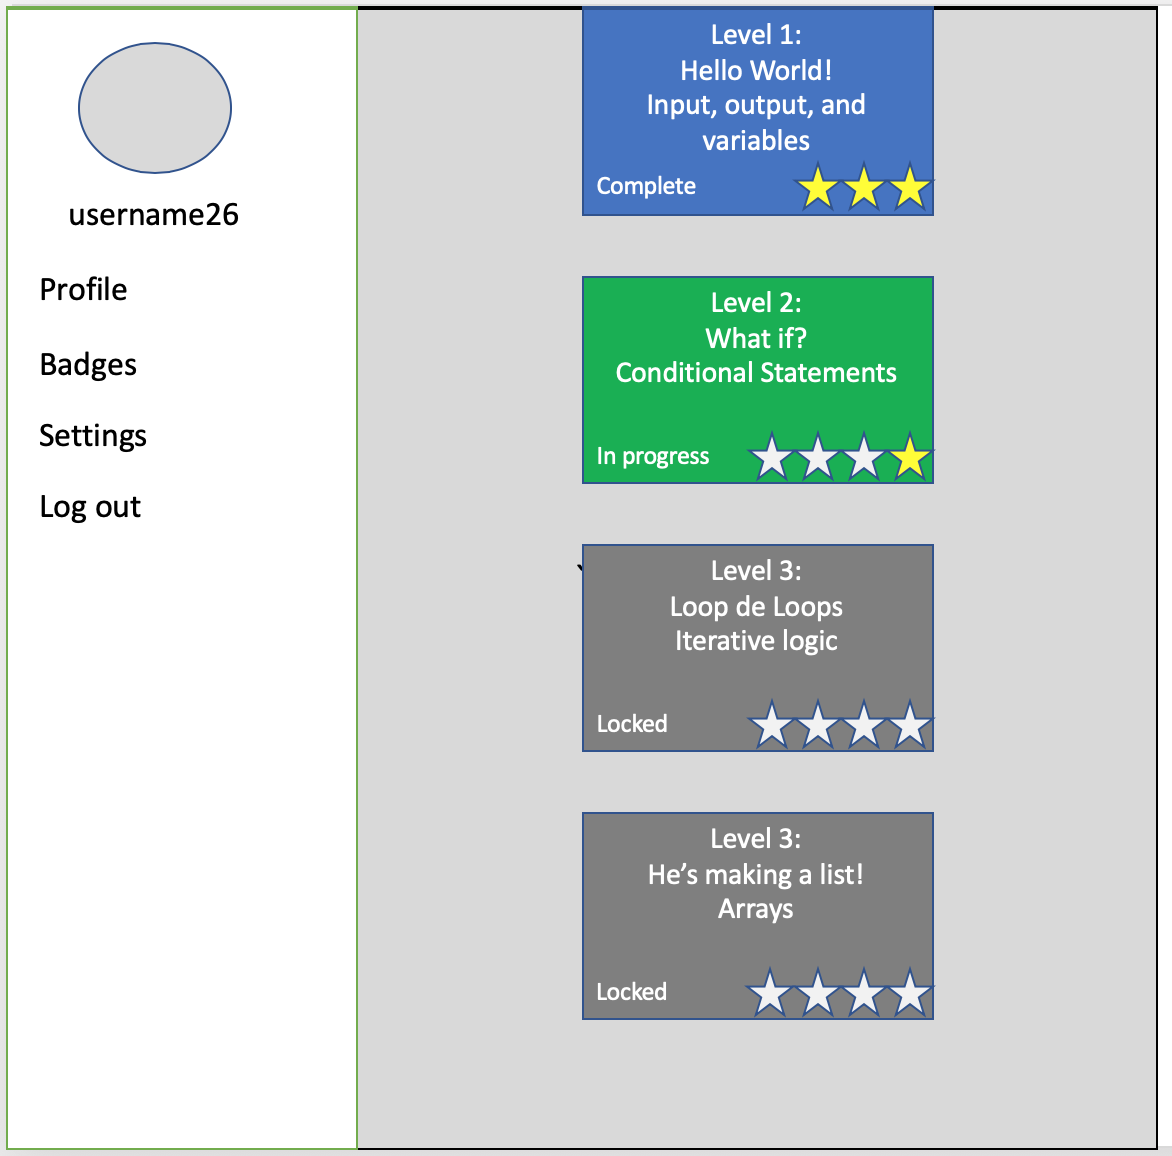 username26
Profile
Badges
Settings
Log out
Level 1:
Hello World!
Input, output, and
variables
Complete
Level 2:
What if?
Conditional Statements
In progress
Level 3:
Loop de Loops
Iterative logic
Locked
Level 3:
He’s making a list!
Arrays
Locked